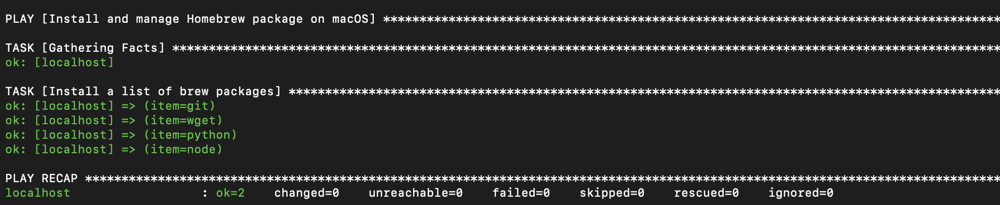 PLAY [Install and manage Homebrew package on macOS] *************************************************************************************
TASK [Gathering Facts] ******************************************************************************************************************
ok: [localhost]
TASK [Install a list of brew packages] **************************************************************************************************
ok: [localhost] => (item=git)
ok: [localhost] => (item=wget)
ok: [localhost] => (item=python)
ok: [localhost] => (item=node)
PLAY RECAP ******************************************************************************************************************************
localhost                  : ok=2    changed=0    unreachable=0    failed=0    skipped=0    rescued=0    ignored=0